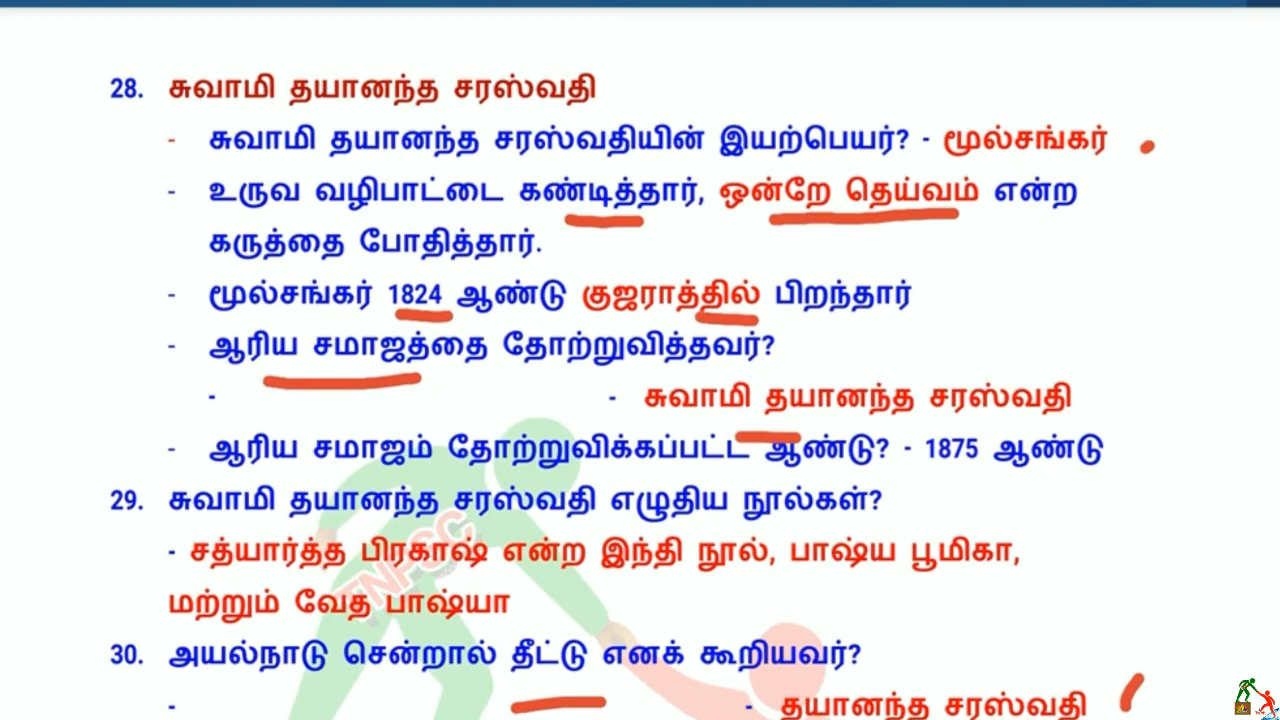 28. சுவாமி தயானந்த சரஸ்வதி
- சுவாமி தயானந்த சரஸ்வதியின் இயற்பெயர்? - மூல்சங்கர்
- உருவ வழிபாட்டை கண்டித்தார், ஒன்றே தெய்வம் என்ற
கருத்தை போதித்தார்.
- மூல்சங்கர் 1824 ஆண்டு குஜராத்தில் பிறந்தார்
- ஆரிய சமாஜத்தை தோற்றுவித்தவர்?
- - சுவாமி தயானந்த சரஸ்வதி
- ஆரிய சமாஜம் தோற்றுவிக்கப்பட்ட ஆண்டு? - 1875 ஆண்டு
29. சுவாமி தயானந்த சரஸ்வதி எழுதிய நூல்கள்?
- சத்யார்த்த பிரகாஷ் என்ற இந்தி நூல், பாஷ்ய பூமிகா,
மற்றும் வேத பாஷ்யா
TNPSC
30. அயல்நாடு சென்றால் தீட்டு எனக் கூறியவர்?
- - தயானந்த சரஸ்வதி